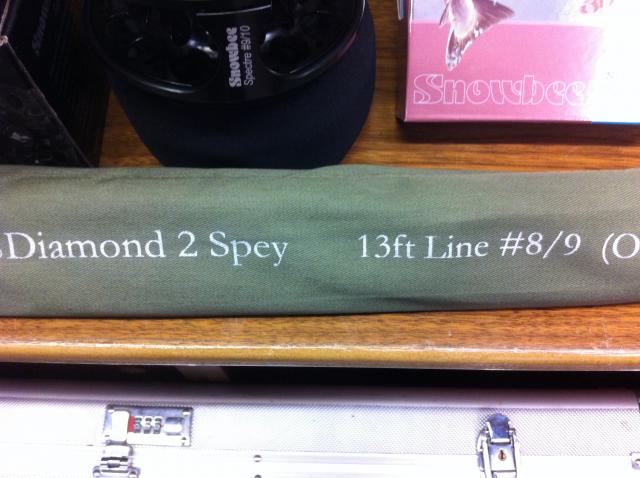 Snowbee
Spectre #9/10
Snowbee
Diamond 2 Spey 13ft Line #8/9 (O